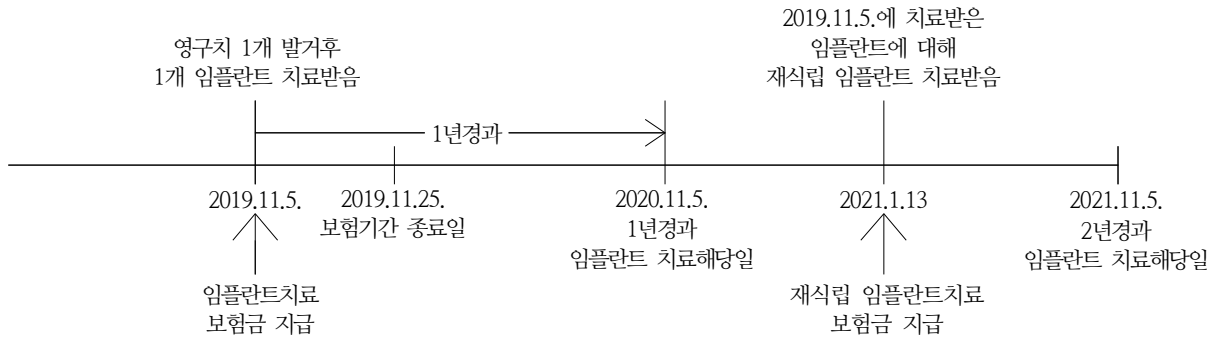 영구치 1개 발거후
1개 임플란트 치료받음
2019.11.5.에 치료받은
임플란트에 대해
재식립 임플란트 치료받음
1년경과
2019.11.5.
2019.11.25.
보험기간 종료일
2020.11.5.
1년경과
임플란트 치료해당일
2021.1.13
2021.11.5.
2년경과
임플란트 치료해당일
임플란트치료
보험금 지급
재식립 임플란트치료
보험금 지급